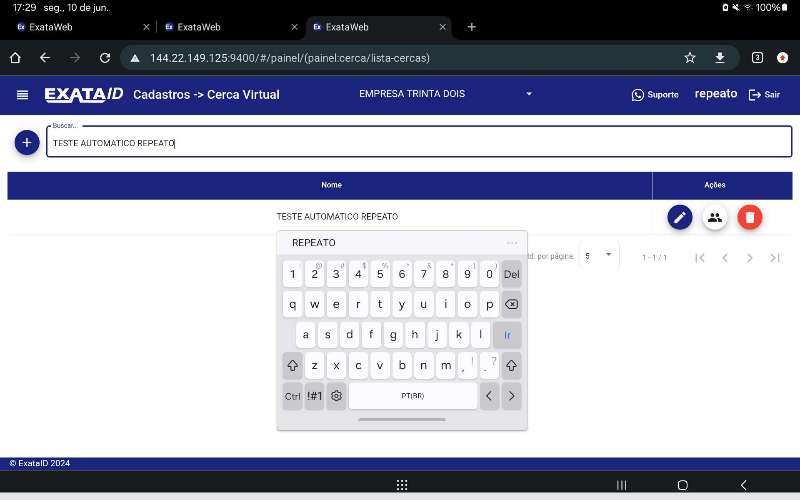 17:29 seg., 10 de jun. 100%
ExataWeb ExataWeb ExataWeb
144.22.149.125:9400/#/painel/(painel:cerca/lista-cercas) 3
EXATAID Cadastros -> Cerca Virtual EMPRESA TRINTA DOIS Suporte repeato Sair
Buscar...
TESTE AUTOMATICO REPEATO
Nome Ações
TESTE AUTOMATICO REPEATO
REPEATO ...
td. por página: 5 1 - 1 / 1
@ # $ % ^ & * ( )
1 2 3 4 5 6 7 8 9 0 Del
q w e r t y u i o p
a s d f g h j k l Ir
z x c v b n m , ! . ?
Ctrl !#1 PT(BR) < >
© ExataID 2024